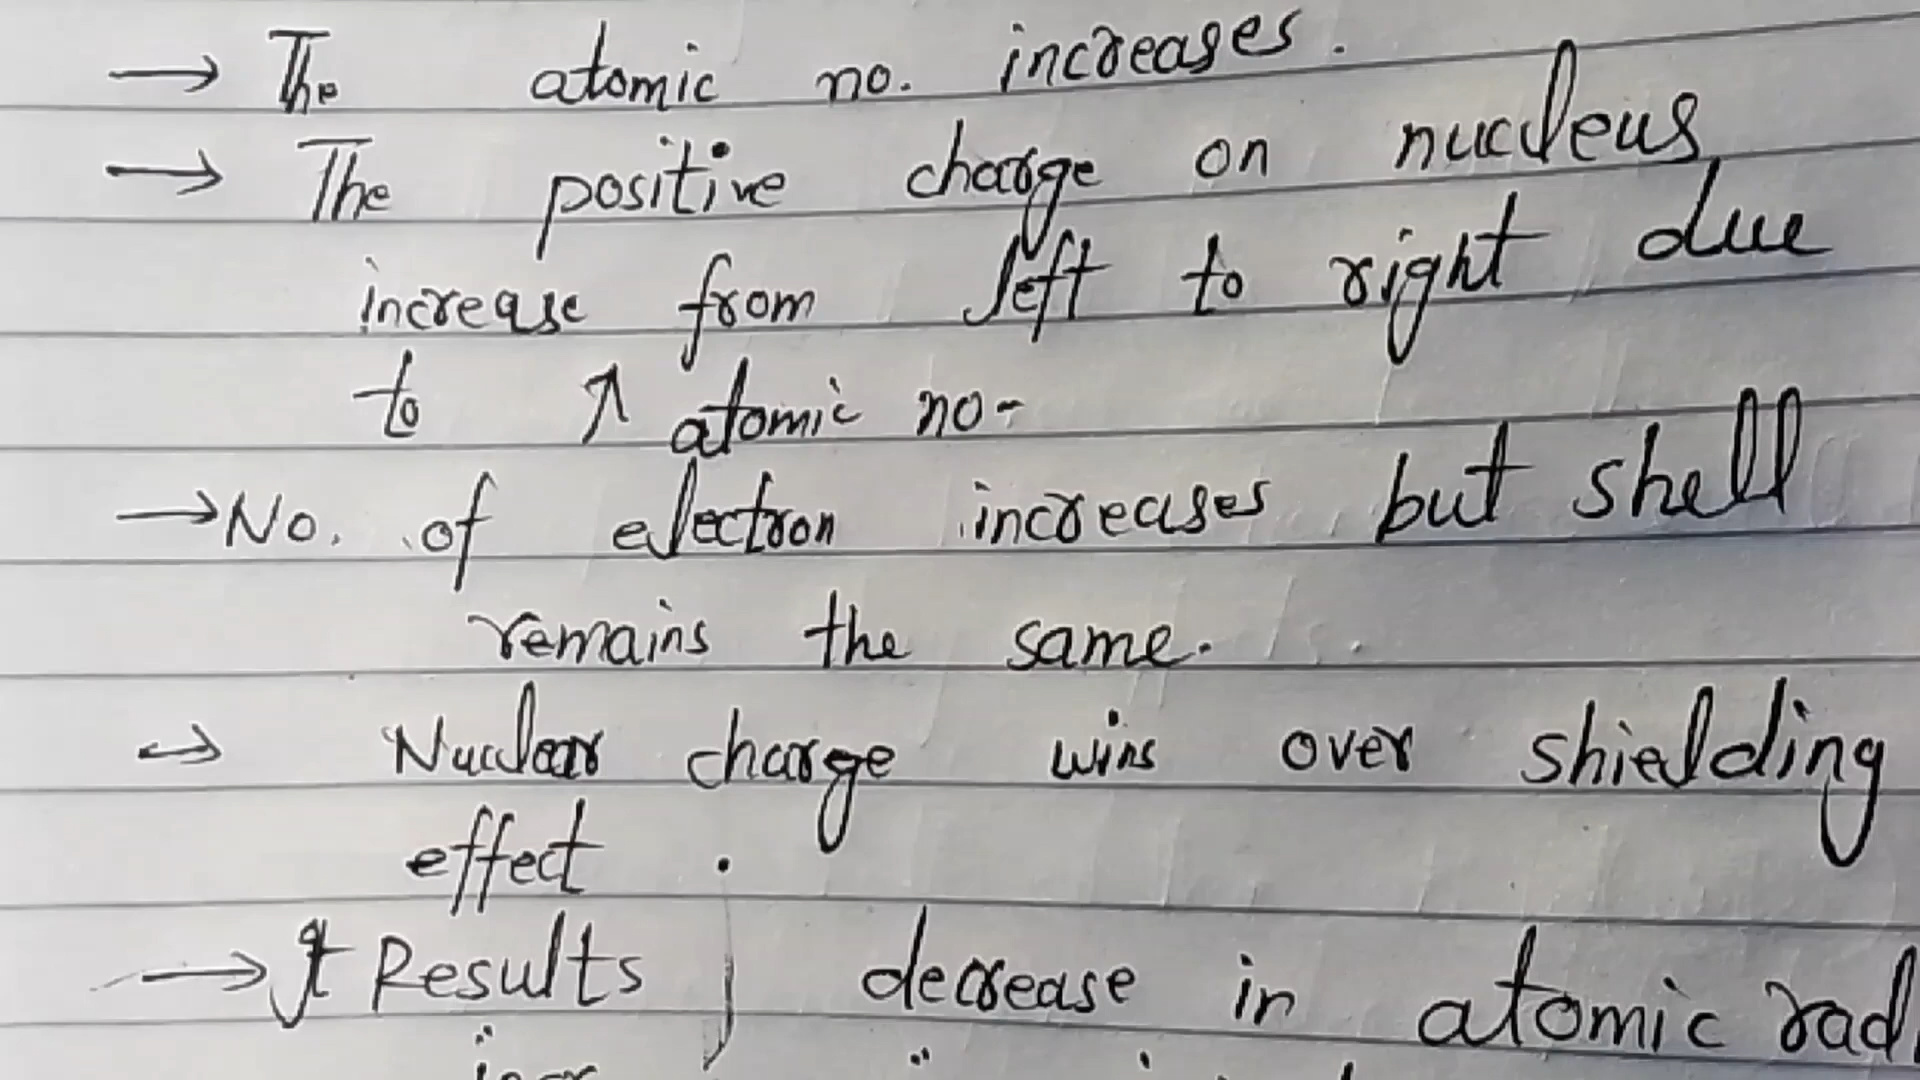 → The atomic no. increases.
→ The positive charge on nucleus
increase from left to right due
to ↑ atomic no-
→ No. of electron increases but shell
remains the same.
→ Nuclear charge wins over shielding
effect .
→ It Results decrease in atomic rad